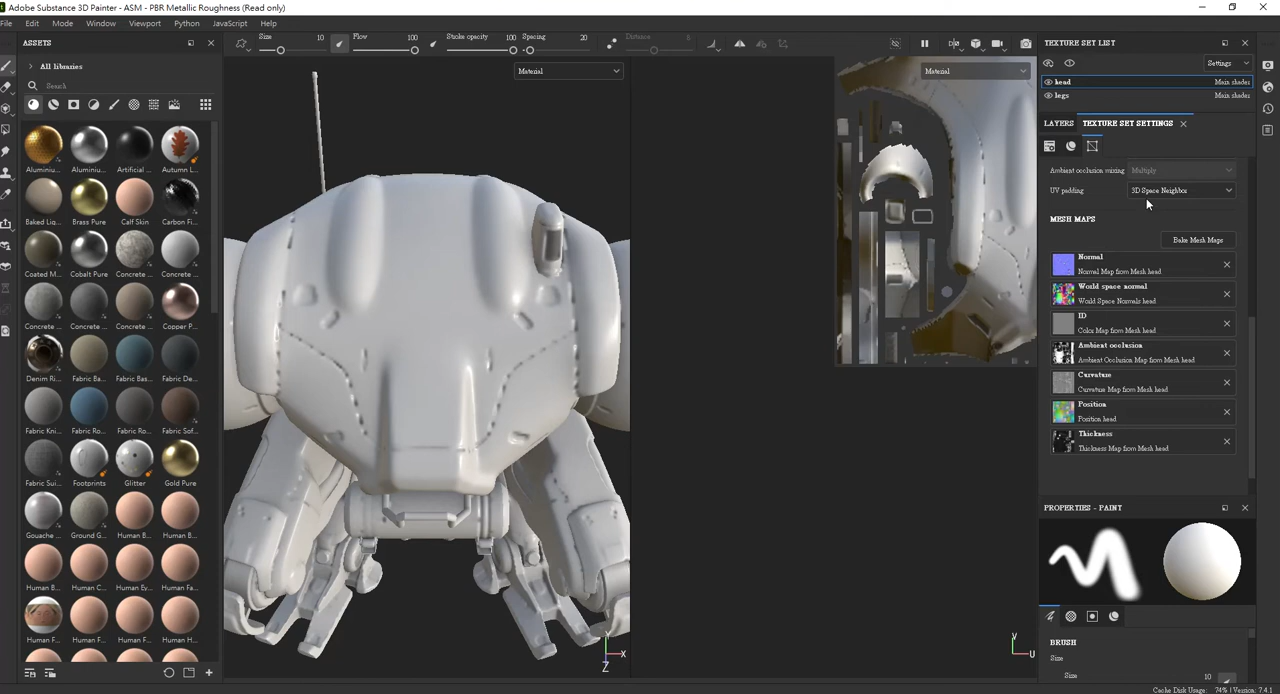 Adobe Substance 3D Painter - ASM - PBR Metallic Roughness (Read only)
File Edit Mode Window Viewport Python JavaScript Help
ASSETS
Size 10 Flow 100 Stroke opacity 100 Spacing 20 Distance 8
All libraries
Search
Material
Material
Aluminiu... Aluminiu... Artificial ... Autumn L...
Baked Lig... Brass Pure Calf Skin Carbon Fi...
Coated M... Cobalt Pure Concrete ... Concrete ...
Concrete ... Concrete ... Concrete ... Copper P...
Denim Ri... Fabric Ba... Fabric Bas... Fabric De...
Fabric Kni... Fabric Ro... Fabric Ro... Fabric Sof...
Fabric Sui... Footprints Glitter Gold Pure
Gouache ... Ground G... Human B... Human B...
Human B... Human C... Human Ey... Human Fa...
Human F... Human F... Human F... Human H...
X
Z
V
U
TEXTURE SET LIST
Settings
head Main shader
legs Main shader
LAYERS TEXTURE SET SETTINGS
Ambient occlusion mixing Multiply
UV padding 3D Space Neighbor
MESH MAPS
Bake Mesh Maps
Normal
Normal Map from Mesh head
World space normal
World Space Normals head
ID
Color Map from Mesh head
Ambient occlusion
Ambient Occlusion Map from Mesh head
Curvature
Curvature Map from Mesh head
Position
Position head
Thickness
Thickness Map from Mesh head
PROPERTIES - PAINT
BRUSH
Size
Size 10
Cache Disk Usage: 74% | Version: 7.4.1